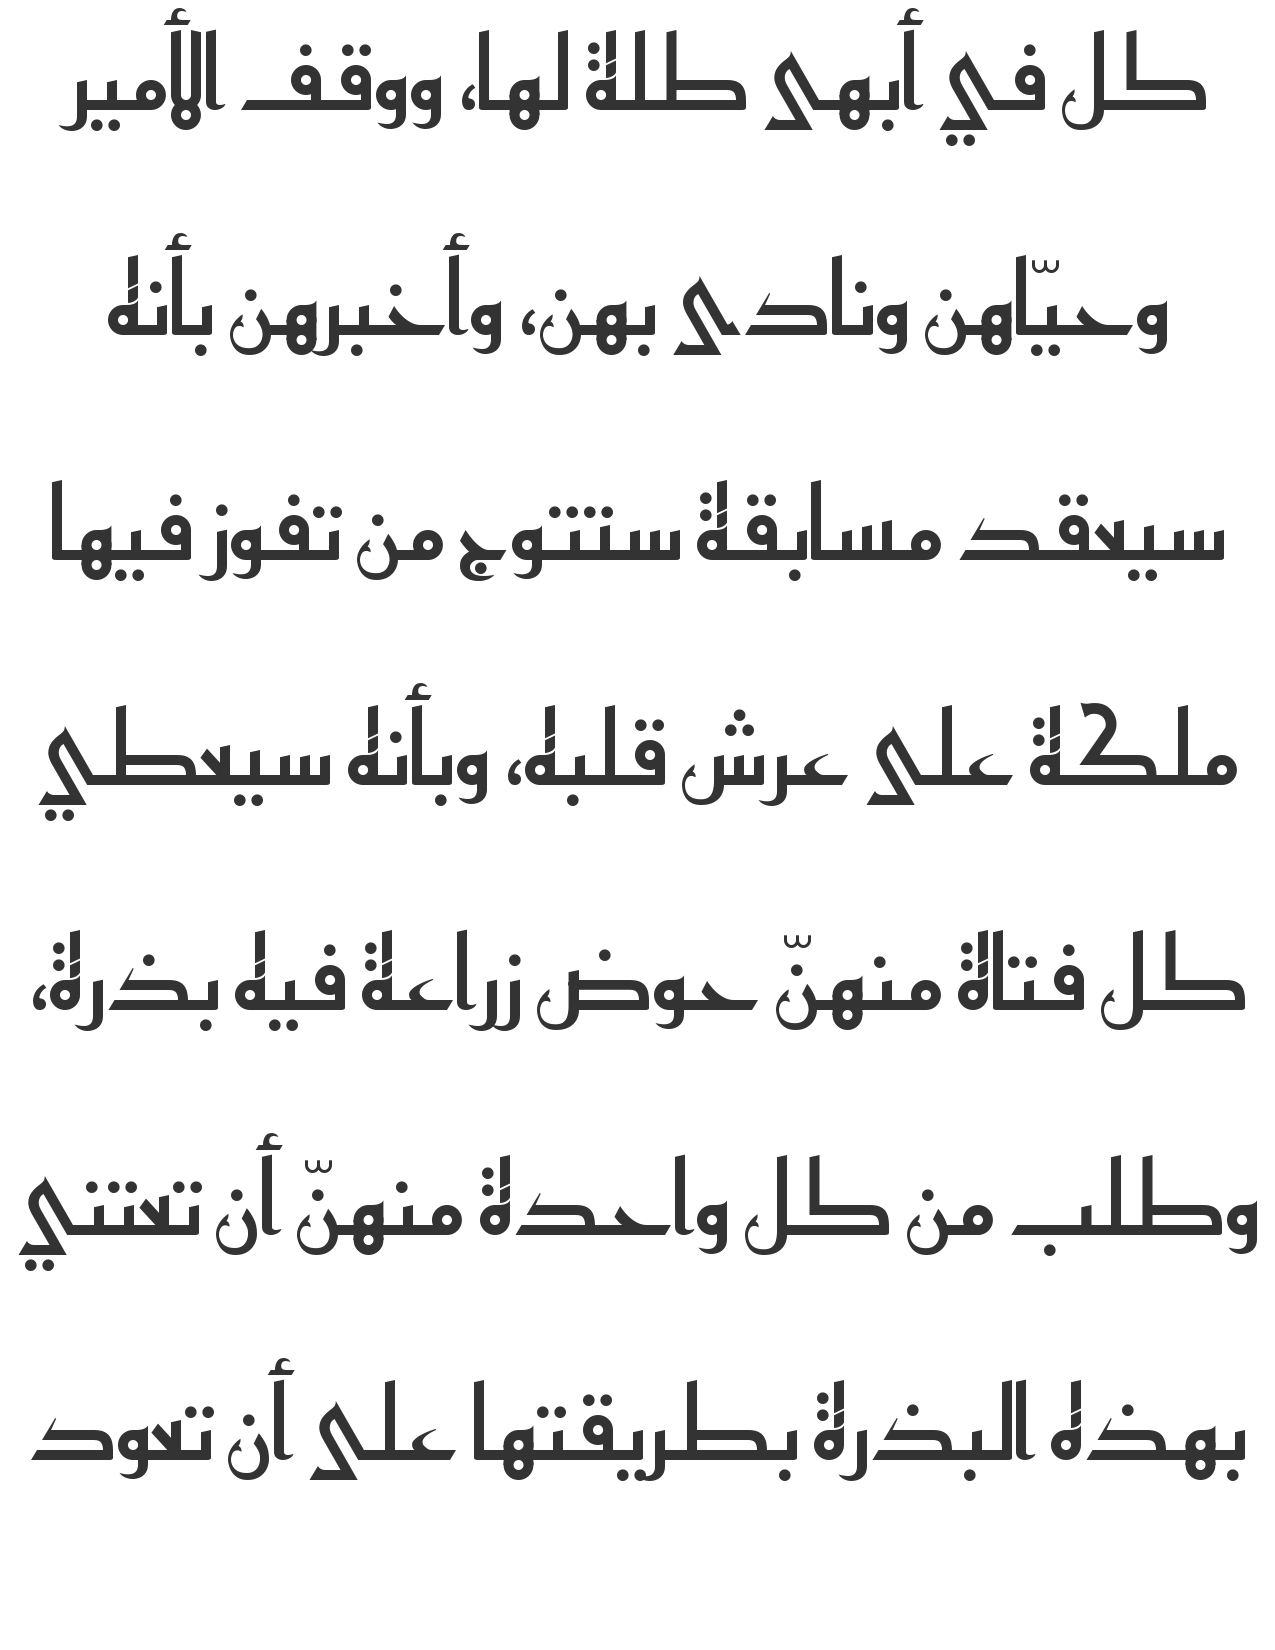 كل في أبهى طلة لها، ووقف الأمير
وحيّاهن ونادى بهن، وأخبرهن بأنه
سيعقد مسابقة ستتوج من تفوز فيها
ملكة على عرش قلبه، وبأنه سيعطي
كل فتاة منهنّ حوض زراعة فيه بذرة،
وطلب من كل واحدة منهنّ أن تعتني
بهذه البذرة بطريقتها على أن تعود